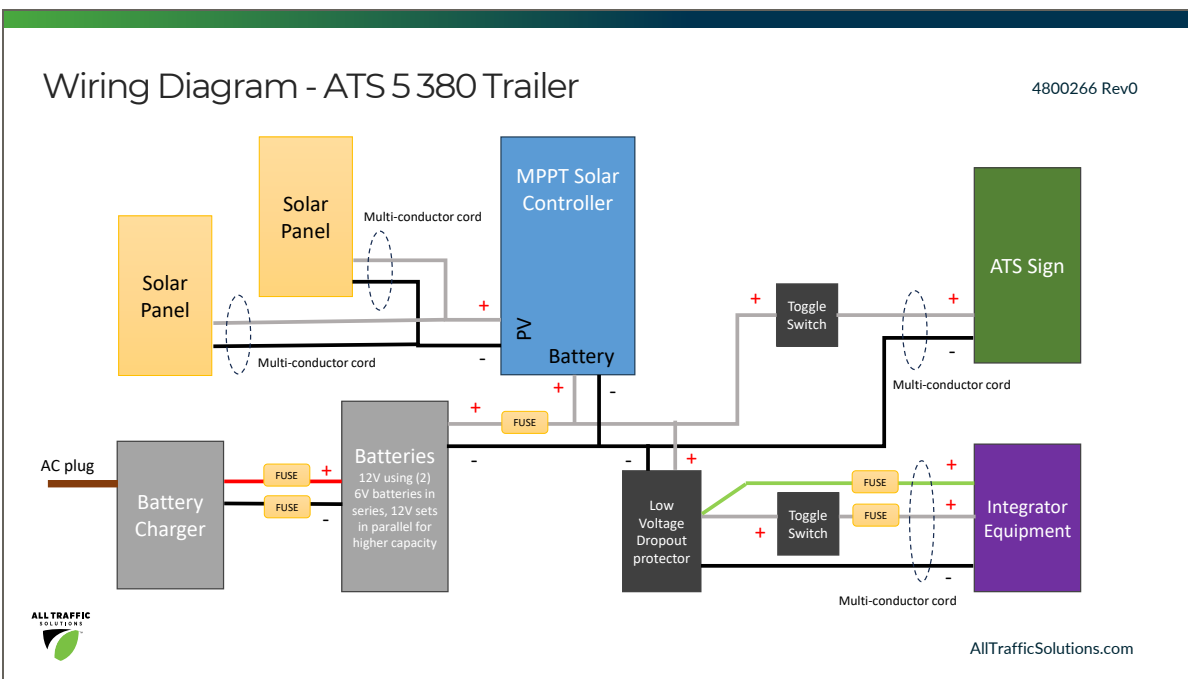 Wiring Diagram - ATS 5 380 Trailer
4800266 Rev0
Solar
Panel
Multi-conductor cord
MPPT Solar
Controller
PV
Battery
+
-
+
-
Solar
Panel
Multi-conductor cord
+
Toggle
Switch
+
-
ATS Sign
Multi-conductor cord
AC plug
Battery
Charger
FUSE
+
FUSE
-
Batteries
12V using (2)
6V batteries in
series, 12V sets
in parallel for
higher capacity
+
FUSE
-
-
+
Low
Voltage
Dropout
protector
FUSE
+
+
Toggle
Switch
FUSE
+
-
Integrator
Equipment
Multi-conductor cord
ALL TRAFFIC
SOLUTIONS
AllTrafficSolutions.com